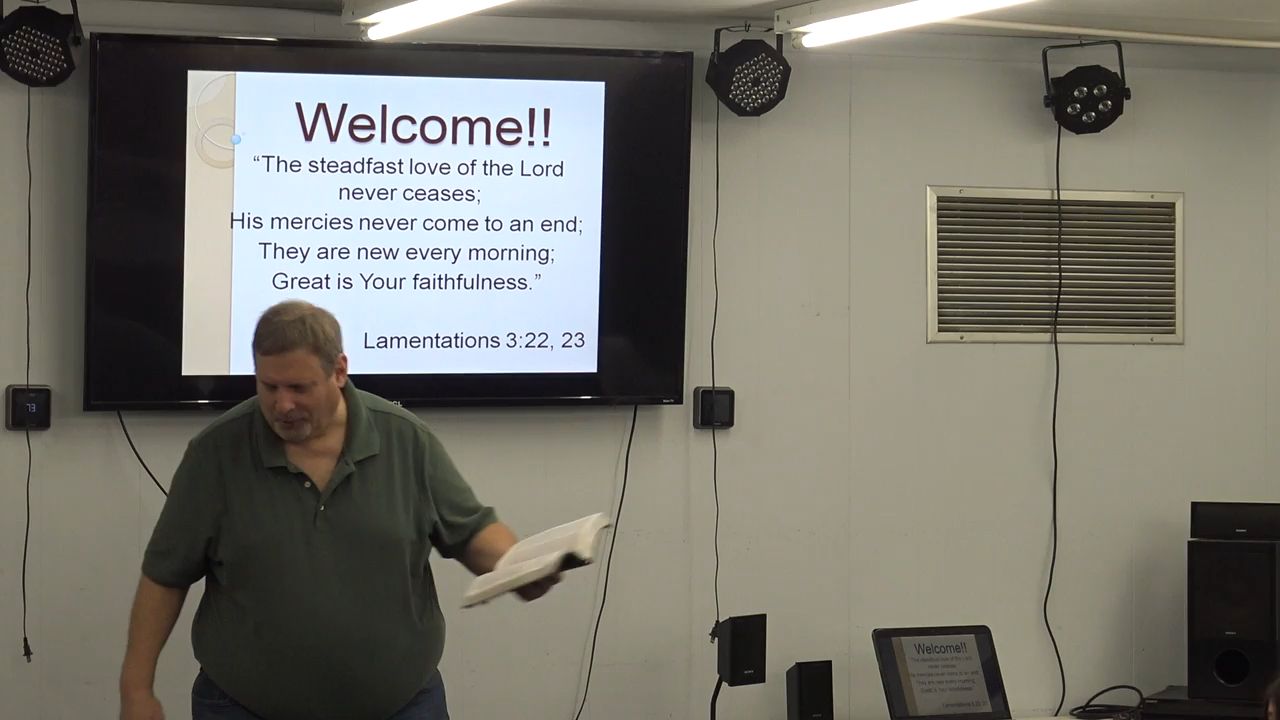 Welcome!!
“The steadfast love of the Lord
never ceases;
His mercies never come to an end;
They are new every morning;
Great is Your faithfulness.”
Lamentations 3:22, 23
73
Welcome!!